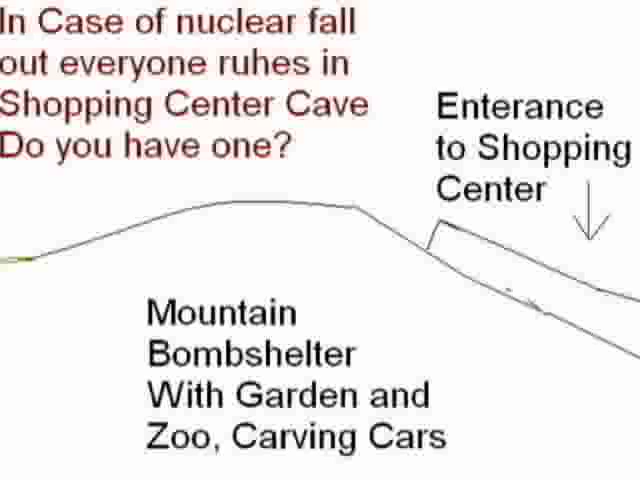 In Case of nuclear fall
out everyone ruhes in
Shopping Center Cave
Do you have one?
Enterance
to Shopping
Center
Mountain
Bombshelter
With Garden and
Zoo, Carving Cars